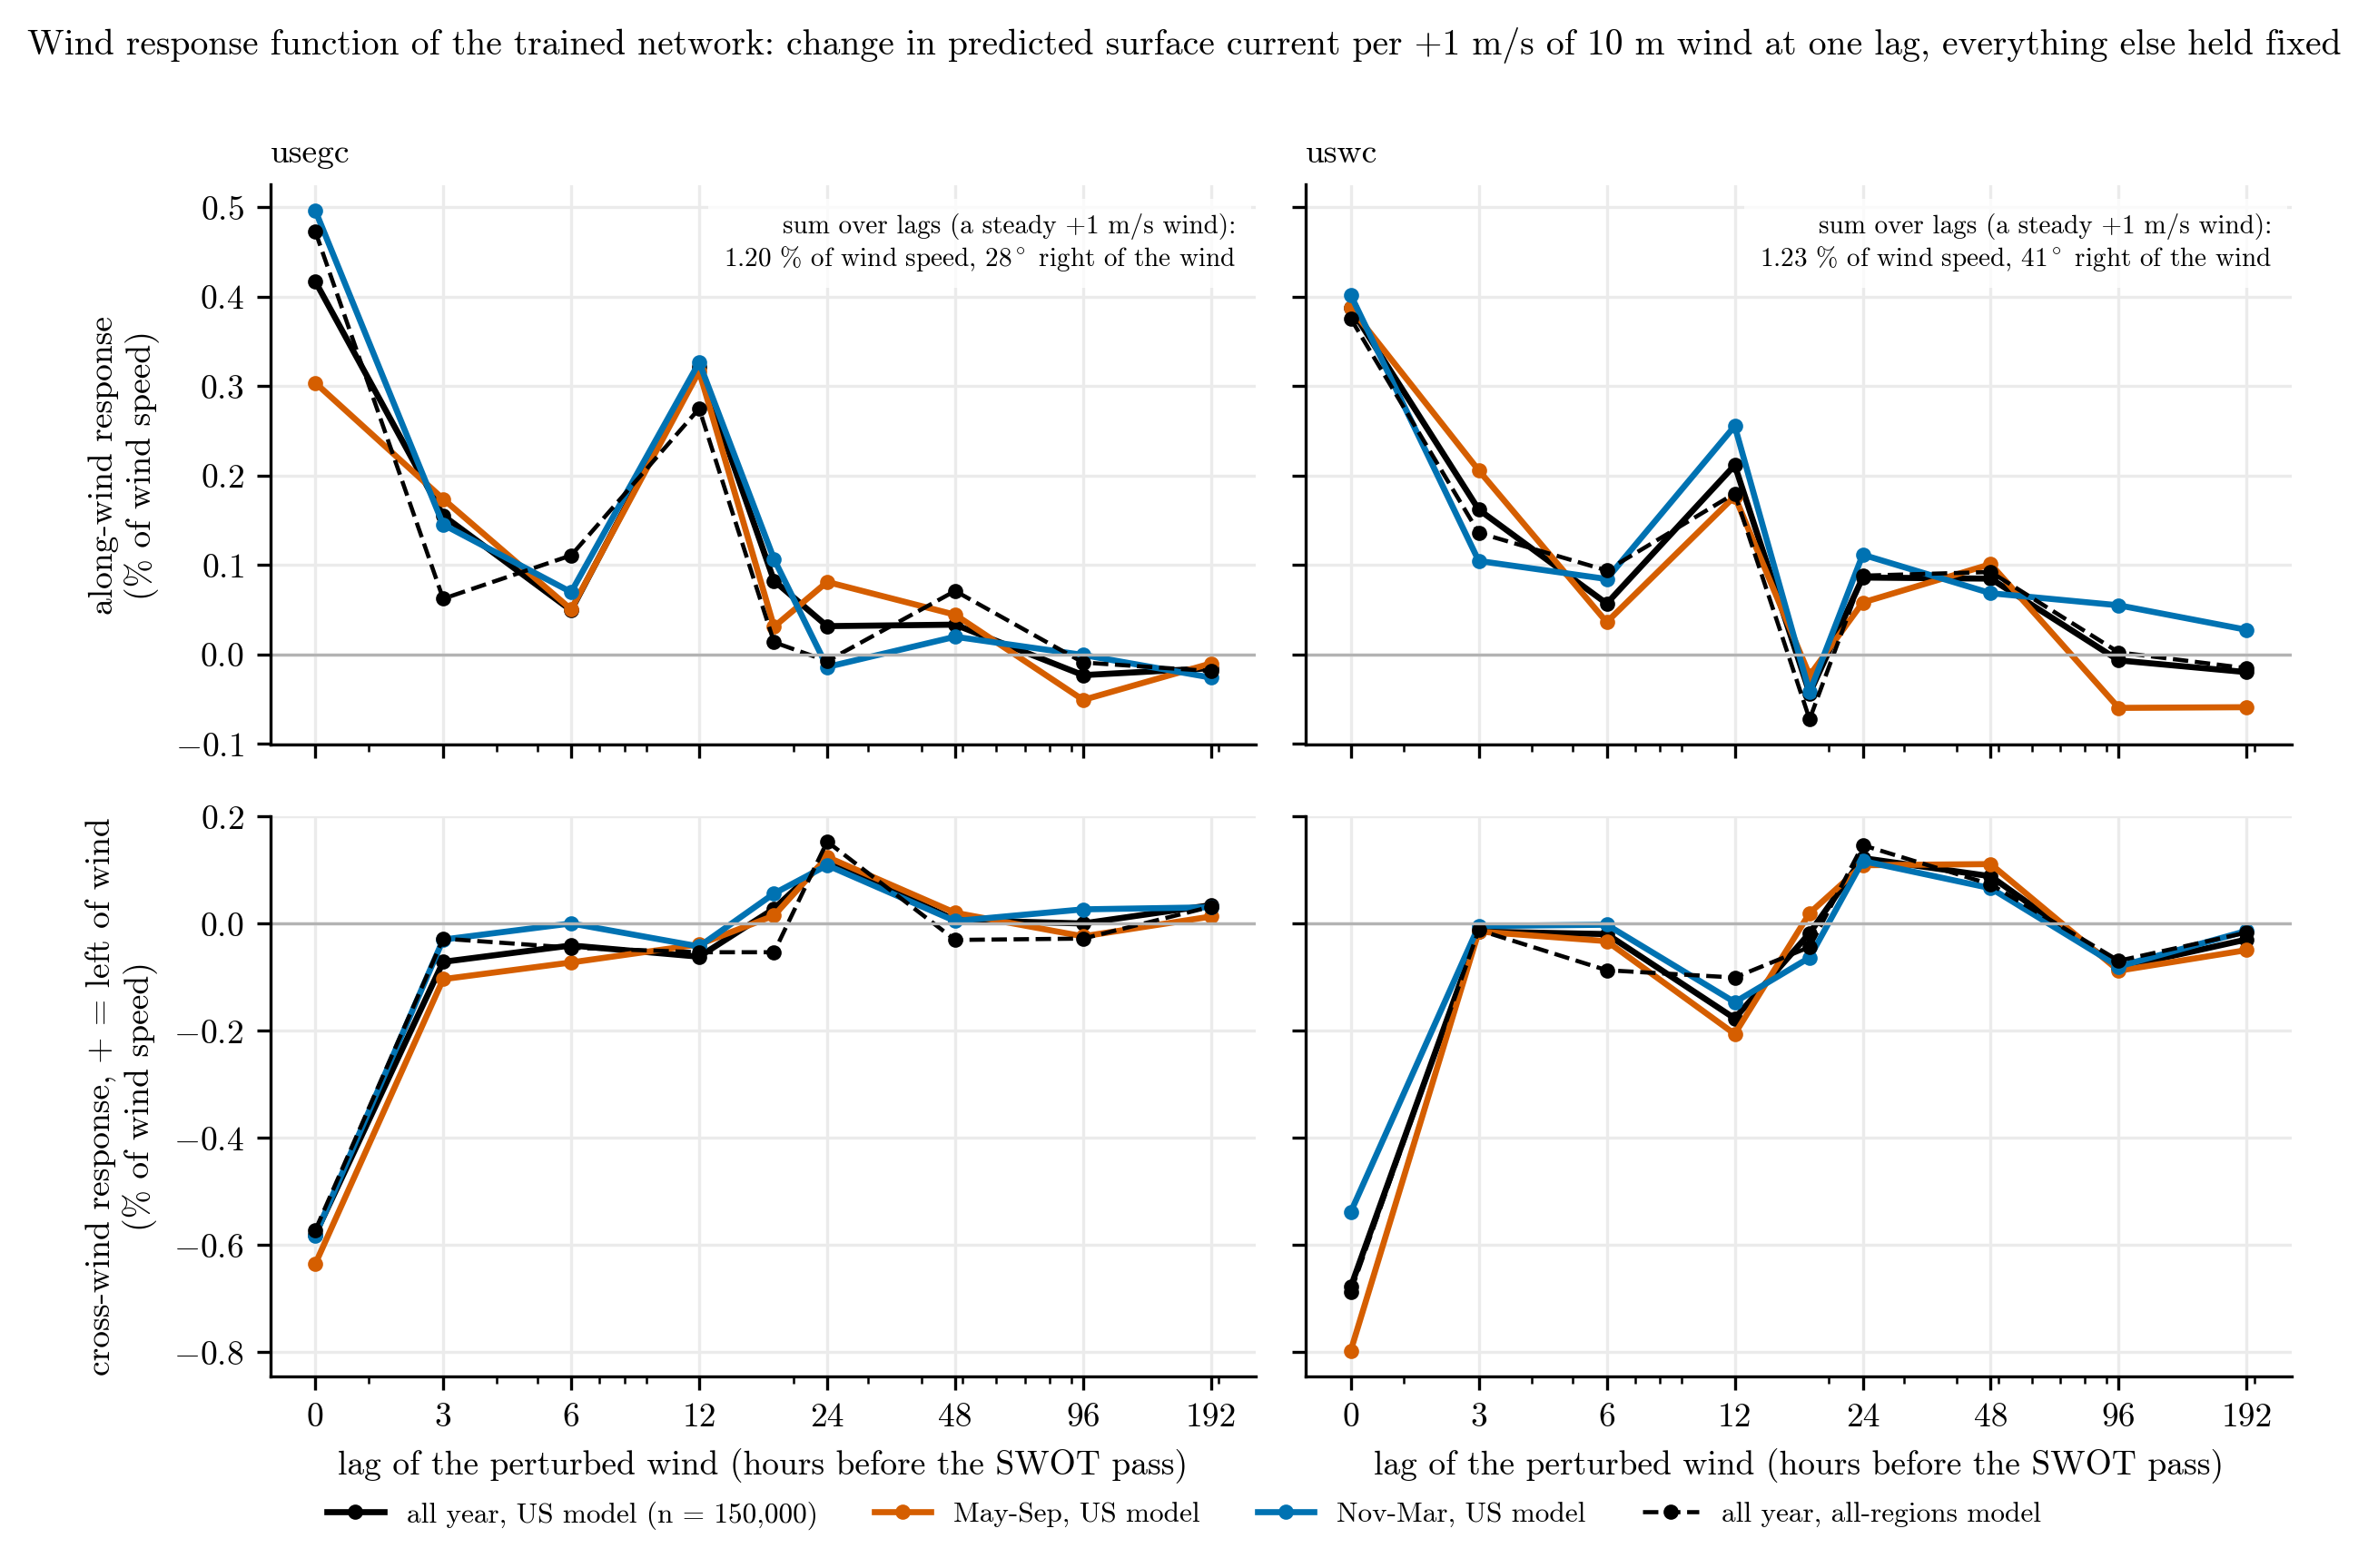 Wind response function of the trained network: change in predicted surface current per +1 m/s of 10 m wind at one lag, everything else held fixed
usegc
uswc
sum over lags (a steady +1 m/s wind):
1.20 % of wind speed, 28° right of the wind
sum over lags (a steady +1 m/s wind):
1.23 % of wind speed, 41° right of the wind
along-wind response
(% of wind speed)
0.5
0.4
0.3
0.2
0.1
0.0
−0.1
cross-wind response, + = left of wind
(% of wind speed)
0.2
0.0
−0.2
−0.4
−0.6
−0.8
0 3 6 12 24 48 96 192
0 3 6 12 24 48 96 192
lag of the perturbed wind (hours before the SWOT pass)
lag of the perturbed wind (hours before the SWOT pass)
all year, US model (n = 150,000)
May-Sep, US model
Nov-Mar, US model
all year, all-regions model